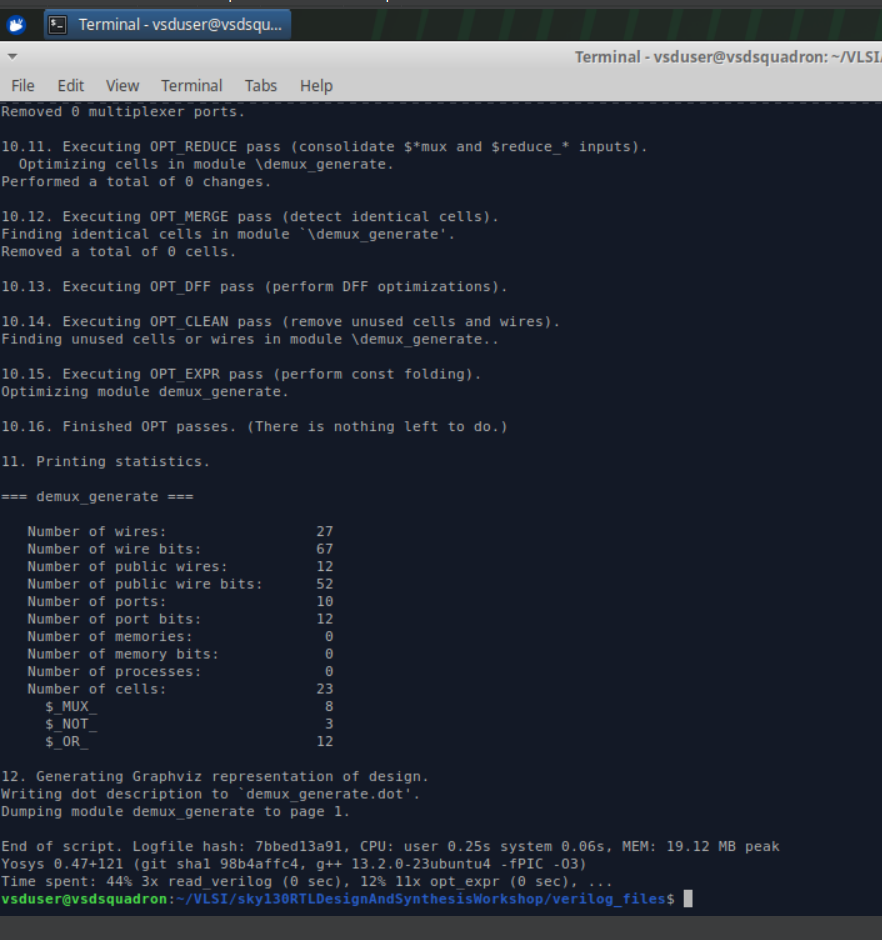 Terminal - vsduser@vsdsqu...
Terminal - vsduser@vsdsquadron: ~/VLSI/
File Edit View Terminal Tabs Help
Removed 0 multiplexer ports.
10.11. Executing OPT_REDUCE pass (consolidate $*mux and $reduce_* inputs).
Optimizing cells in module \demux_generate.
Performed a total of 0 changes.
10.12. Executing OPT_MERGE pass (detect identical cells).
Finding identical cells in module `\demux_generate'.
Removed a total of 0 cells.
10.13. Executing OPT_DFF pass (perform DFF optimizations).
10.14. Executing OPT_CLEAN pass (remove unused cells and wires).
Finding unused cells or wires in module \demux_generate..
10.15. Executing OPT_EXPR pass (perform const folding).
Optimizing module demux_generate.
10.16. Finished OPT passes. (There is nothing left to do.)
11. Printing statistics.
=== demux_generate ===
Number of wires: 27
Number of wire bits: 67
Number of public wires: 12
Number of public wire bits: 52
Number of ports: 10
Number of port bits: 12
Number of memories: 0
Number of memory bits: 0
Number of processes: 0
Number of cells: 23
$_MUX_ 8
$_NOT_ 3
$_OR_ 12
12. Generating Graphviz representation of design.
Writing dot description to `demux_generate.dot'.
Dumping module demux_generate to page 1.
End of script. Logfile hash: 7bbed13a91, CPU: user 0.25s system 0.06s, MEM: 19.12 MB peak
Yosys 0.47+121 (git sha1 98b4affc4, g++ 13.2.0-23ubuntu4 -fPIC -O3)
Time spent: 44% 3x read_verilog (0 sec), 12% 11x opt_expr (0 sec), ...
vsduser@vsdsquadron:~/VLSI/sky130RTLDesignAndSynthesisWorkshop/verilog_files$